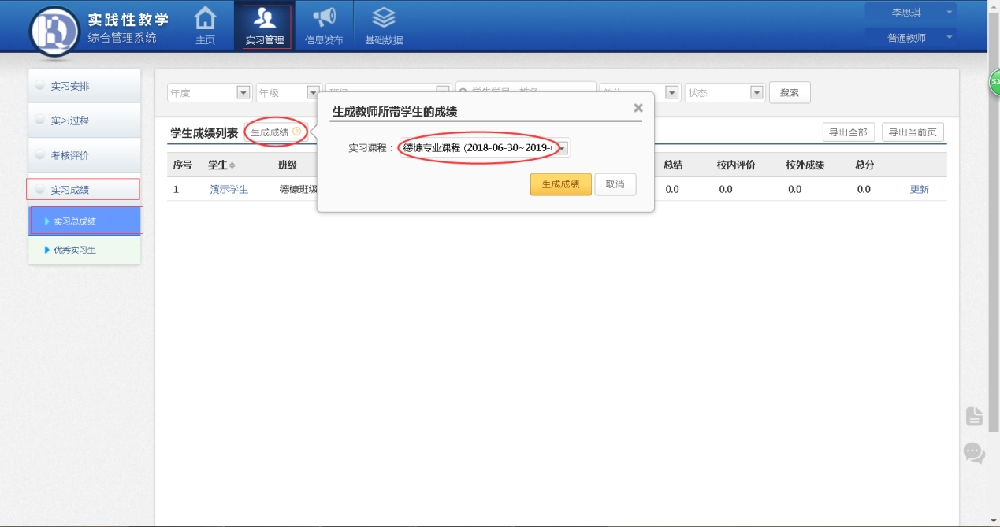 实践性教学
综合管理系统
主页
实习管理
信息发布
基础数据
李思琪
普通教师
实习安排
实习过程
考核评价
实习成绩
实习总成绩
优秀实习生
年度
年级
状态
搜索
学生成绩列表
生成成绩
导出全部
导出当前页
生成教师所带学生的成绩
实习课程：
德慷专业课程 (2018-06-30~2019-
生成成绩
取消
序号 学生 班级 总结 校内评价 校外成绩 总分
1 演示学生 德慷班级 0.0 0.0 0.0 0.0 更新
53